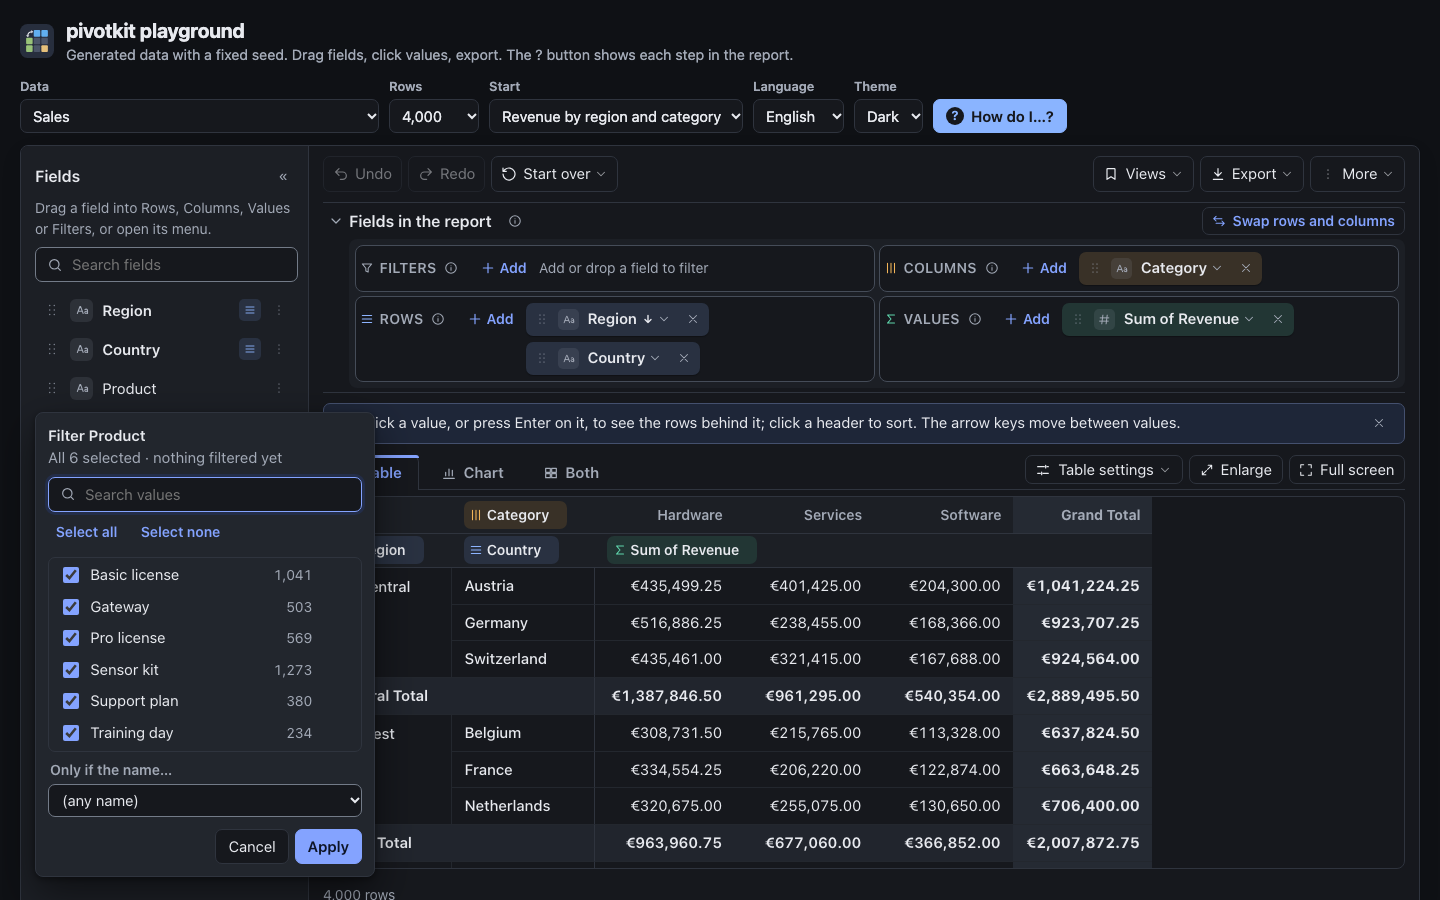 pivotkit playground
Generated data with a fixed seed. Drag fields, click values, export. The ? button shows each step in the report.
Data Rows Start Language Theme
Sales 4,000 Revenue by region and category English Dark ? How do I...?
Fields «
Undo Redo Start over Views Export More
Drag a field into Rows, Columns, Values
or Filters, or open its menu.
Search fields
Aa Region
Aa Country
Aa Product
Fields in the report Swap rows and columns
FILTERS + Add Add or drop a field to filter
COLUMNS + Add Aa Category
ROWS + Add Aa Region ↓
Aa Country
Σ VALUES + Add # Sum of Revenue
ick a value, or press Enter on it, to see the rows behind it; click a header to sort. The arrow keys move between values.
Filter Product
All 6 selected · nothing filtered yet
Search values
Select all Select none
Basic license 1,041
Gateway 503
Pro license 569
Sensor kit 1,273
Support plan 380
Training day 234
Only if the name...
(any name)
Cancel Apply
able Chart Both Table settings Enlarge Full screen
Category Hardware Services Software Grand Total
egion Country Σ Sum of Revenue
entral Austria €435,499.25 €401,425.00 €204,300.00 €1,041,224.25
Germany €516,886.25 €238,455.00 €168,366.00 €923,707.25
Switzerland €435,461.00 €321,415.00 €167,688.00 €924,564.00
ral Total €1,387,846.50 €961,295.00 €540,354.00 €2,889,495.50
est Belgium €308,731.50 €215,765.00 €113,328.00 €637,824.50
France €334,554.25 €206,220.00 €122,874.00 €663,648.25
Netherlands €320,675.00 €255,075.00 €130,650.00 €706,400.00
Total €963,960.75 €677,060.00 €366,852.00 €2,007,872.75
4,000 rows